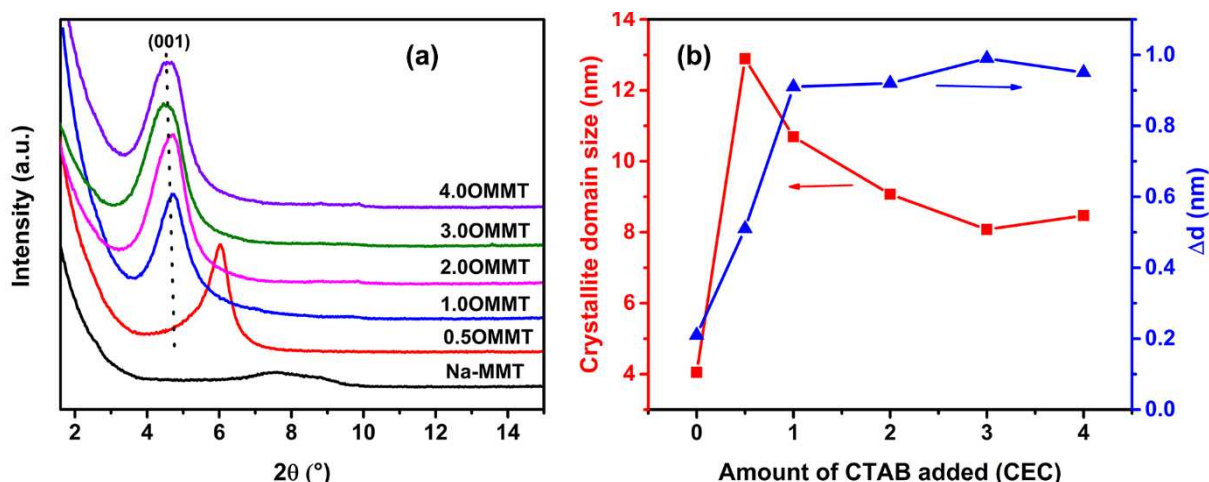 (001)
(a)
4.0OMMT
3.0OMMT
2.0OMMT
1.0OMMT
0.5OMMT
Na-MMT
Intensity (a.u.)
2 4 6 8 10 12 14
2θ (°)
(b)
14
12
10
8
6
4
Crystallite domain size (nm)
1.0
0.8
0.6
0.4
0.2
0.0
Δd (nm)
0 1 2 3 4
Amount of CTAB added (CEC)